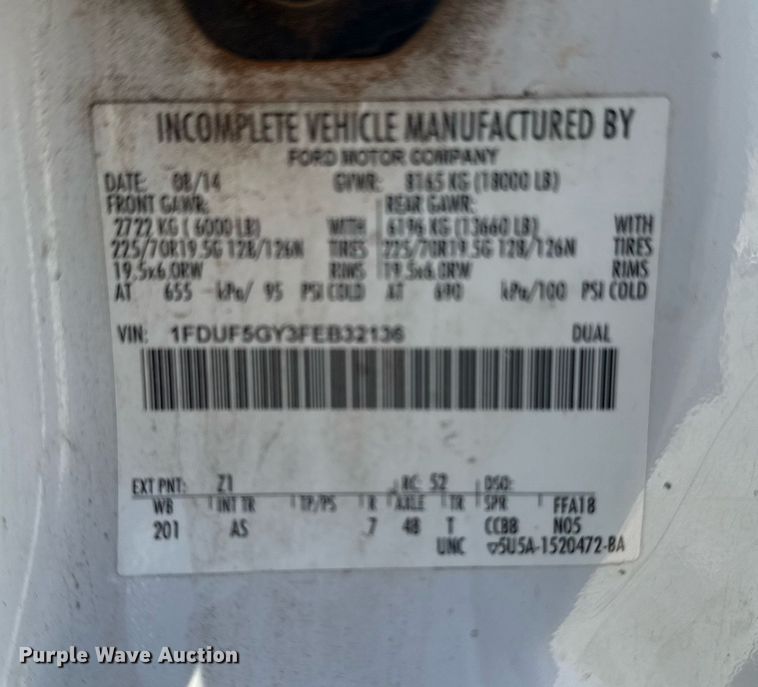 INCOMPLETE VEHICLE MANUFACTURED BY
FORD MOTOR COMPANY
DATE: 08/14 GVWR: 8165 KG (18000 LB)
FRONT GAWR: REAR GAWR:
2722 KG ( 6000 LB) WITH 6196 KG (13660 LB) WITH
225/70R19.5G 128/126N TIRES 225/70R19.5G 128/126N TIRES
19.5x6.0RW RIMS 19.5x6.0RW RIMS
AT 655 kPa/ 95 PSI COLD AT 690 kPa/100 PSI COLD
VIN: 1FDUF5GY3FEB32136 DUAL
EXT PNT: Z1 RC: 52 DSO:
WB INT TR TP/PS R AXLE TR SPR FFA18
201 AS 7 48 T CCBB N05
UNC 5U5A-1520472-BA
Purple Wave Auction